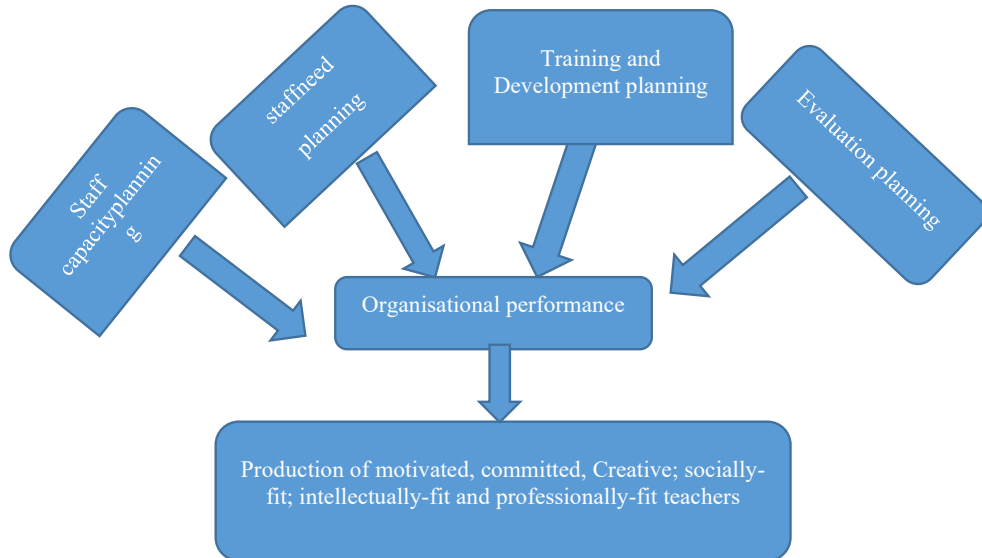 Staff
capacityplannin
g
staffneed
planning
Training and
Development planning
Evaluation planning
Organisational performance
Production of motivated, committed, Creative; socially-
fit; intellectually-fit and professionally-fit teachers